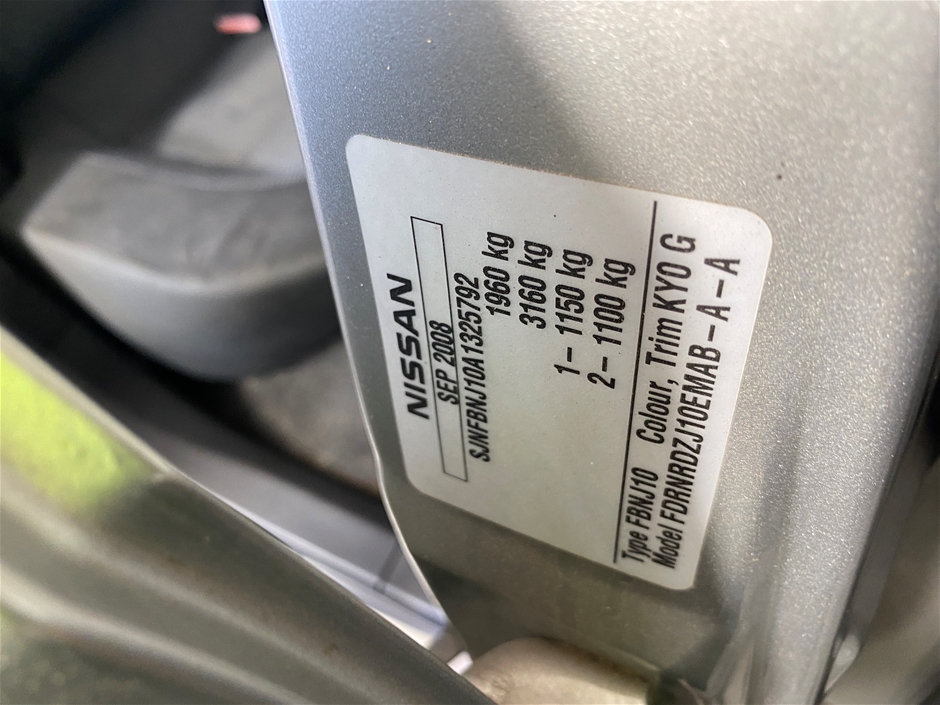 NISSAN
SEP 2008
SJNFBNJ10A1325792
1960 kg
3160 kg
1– 1150 kg
2– 1100 kg
Type FBNJ10 Colour, Trim KY0 G
Model FDRNRDZJ10EMAB–A–A